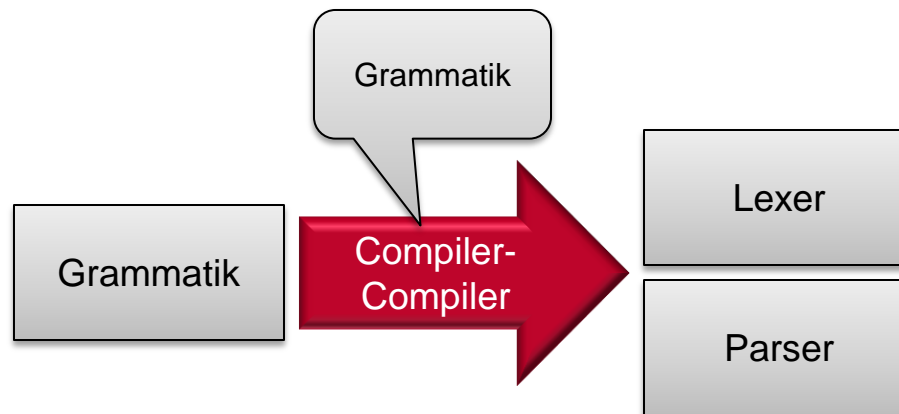 Grammatik
Grammatik
Compiler-
Compiler
Lexer
Parser